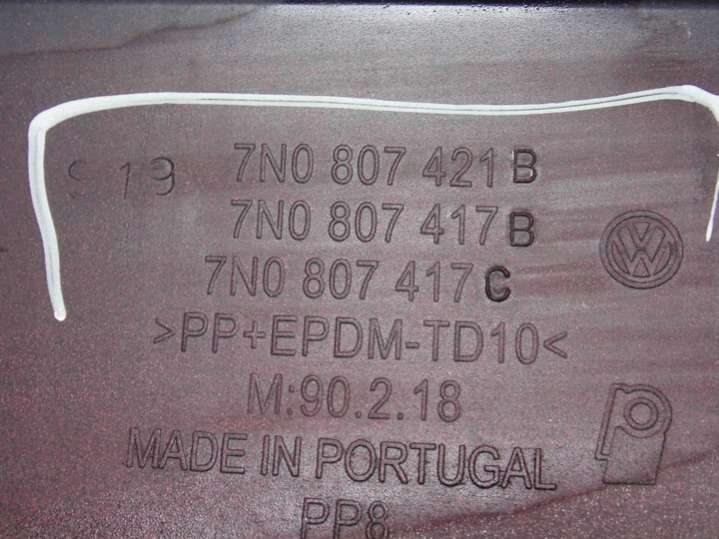 S 19 7N0 807 421 B
7N0 807 417 B
7N0 807 417 C
>PP+EPDM-TD10<
M:90.2.18
MADE IN PORTUGAL
PP8